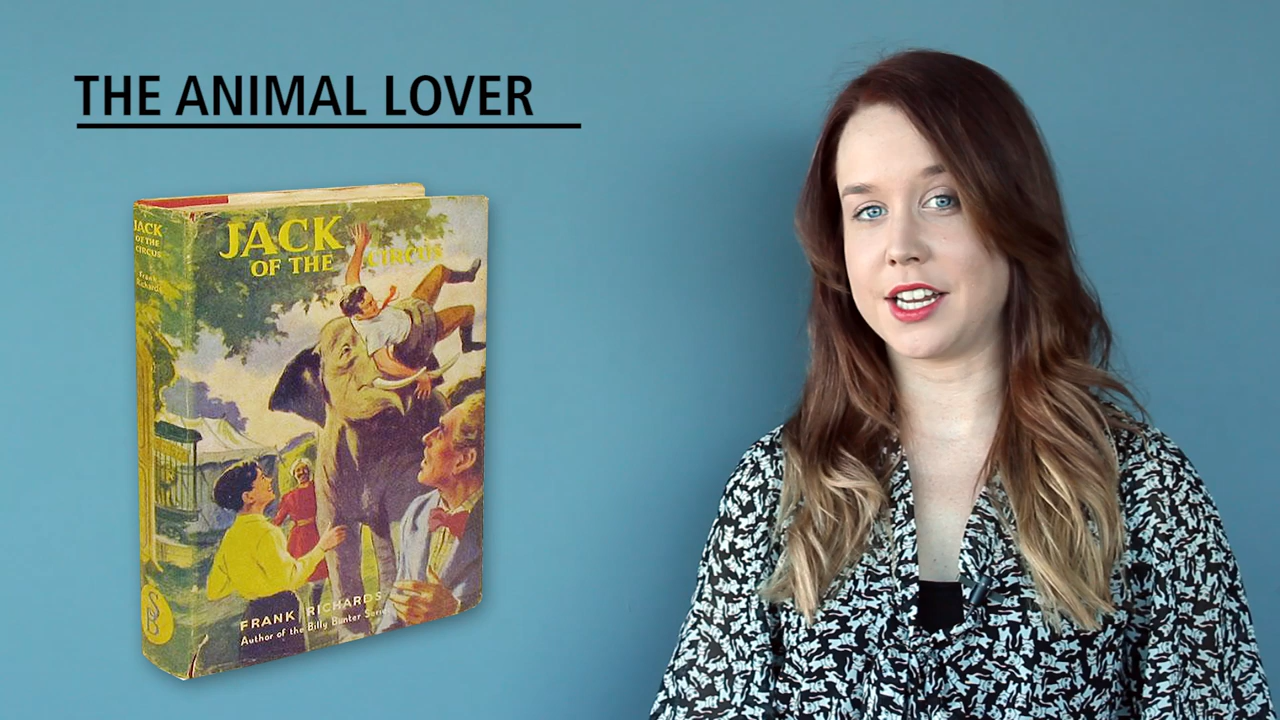 THE ANIMAL LOVER
JACK
OF THE
CIRCUS
Frank
Richards
S
B
JACK
OF THE CIRCUS
FRANK RICHARDS
Author of the Billy Bunter Series